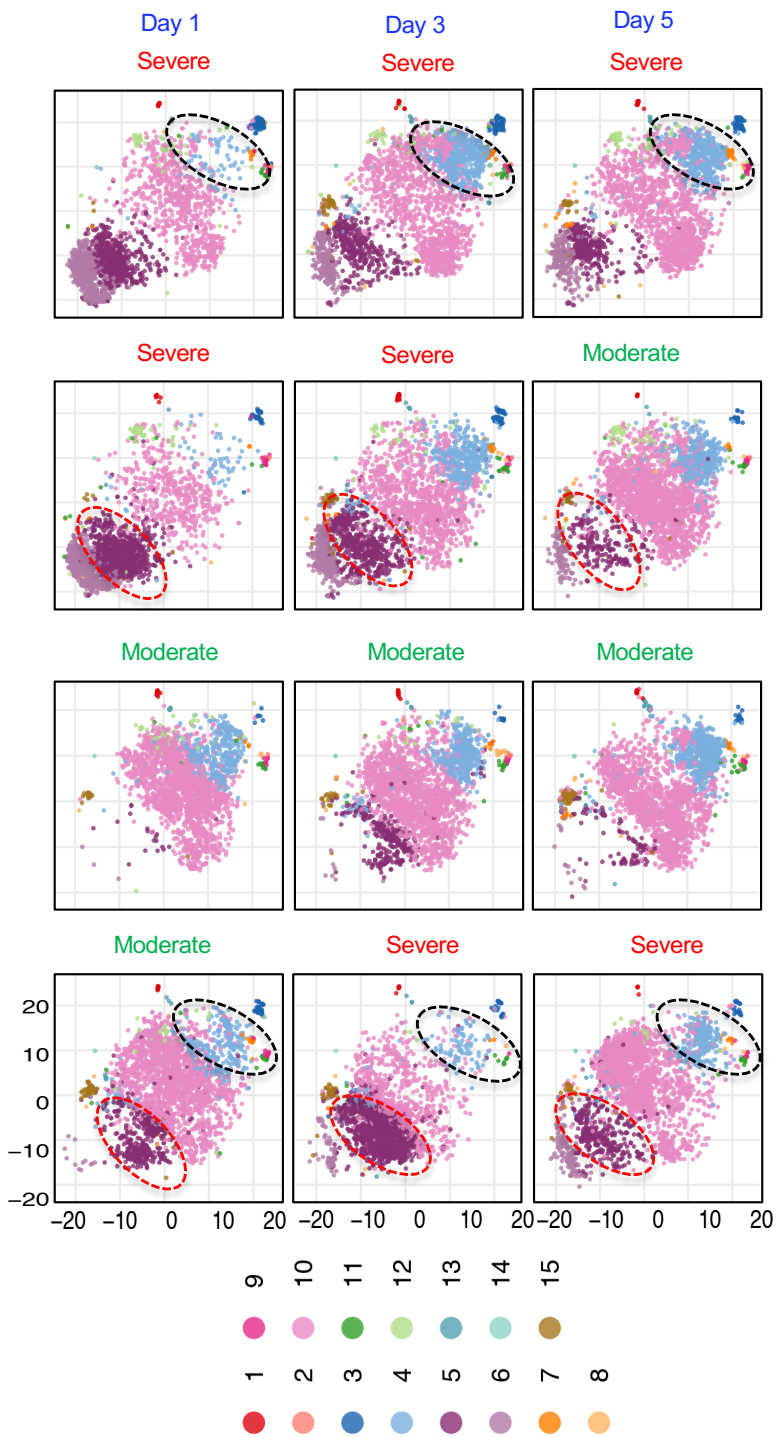 Day 1 Day 3 Day 5
Severe Severe Severe
Severe Severe Moderate
Moderate Moderate Moderate
Moderate Severe Severe
20
10
0
−10
−20
−20 −10 0 10 20 −20 −10 0 10 20 −20 −10 0 10 20
9 10 11 12 13 14 15
1 2 3 4 5 6 7 8